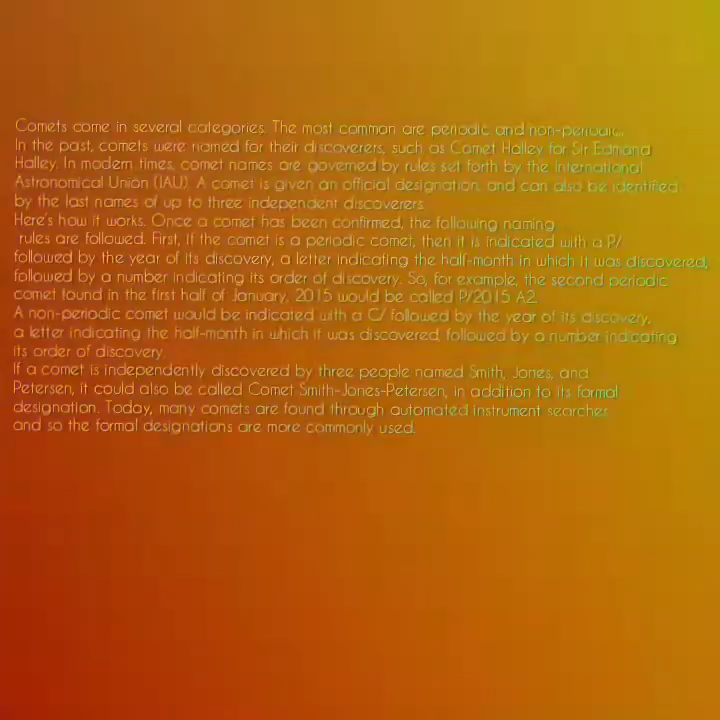 Comets come in several categories. The most common are periodic and non-periodic.
In the past, comets were named for their discoverers, such as Comet Halley for Sir Edmond
Halley. In modern times, comet names are governed by rules set forth by the International
Astronomical Union (IAU). A comet is given an official designation, and can also be identified
by the last names of up to three independent discoverers.
Here's how it works. Once a comet has been confirmed, the following naming
rules are followed. First, If the comet is a periodic comet, then it is indicated with a P/
followed by the year of its discovery, a letter indicating the half-month in which it was discovered,
followed by a number indicating its order of discovery. So, for example, the second periodic
comet found in the first half of January, 2015 would be called P/2015 A2.
A non-periodic comet would be indicated with a C/ followed by the year of its discovery,
a letter indicating the half-month in which it was discovered, followed by a number indicating
its order of discovery.
If a comet is independently discovered by three people named Smith, Jones, and
Petersen, it could also be called Comet Smith-Jones-Petersen, in addition to its formal
designation. Today, many comets are found through automated instrument searches
and so the formal designations are more commonly used.